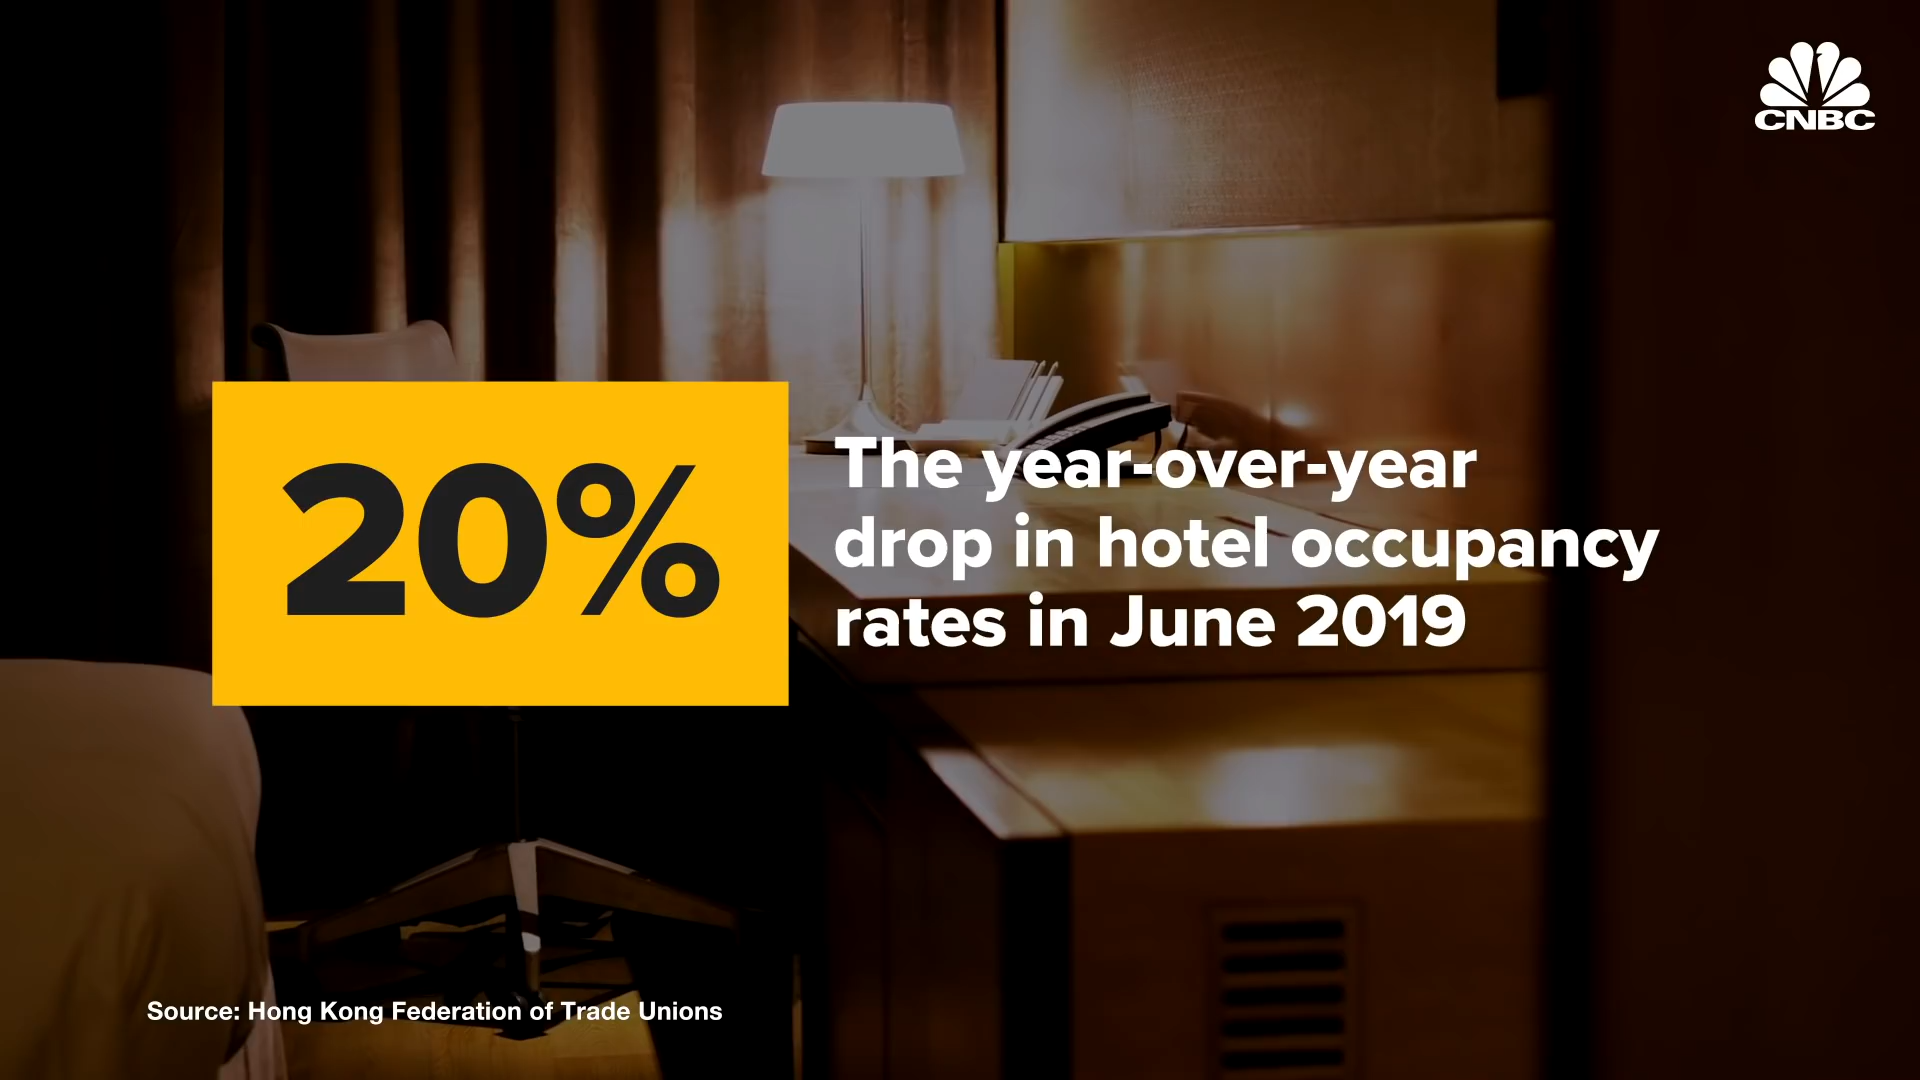 CNBC
20%
The year-over-year
drop in hotel occupancy
rates in June 2019
Source: Hong Kong Federation of Trade Unions